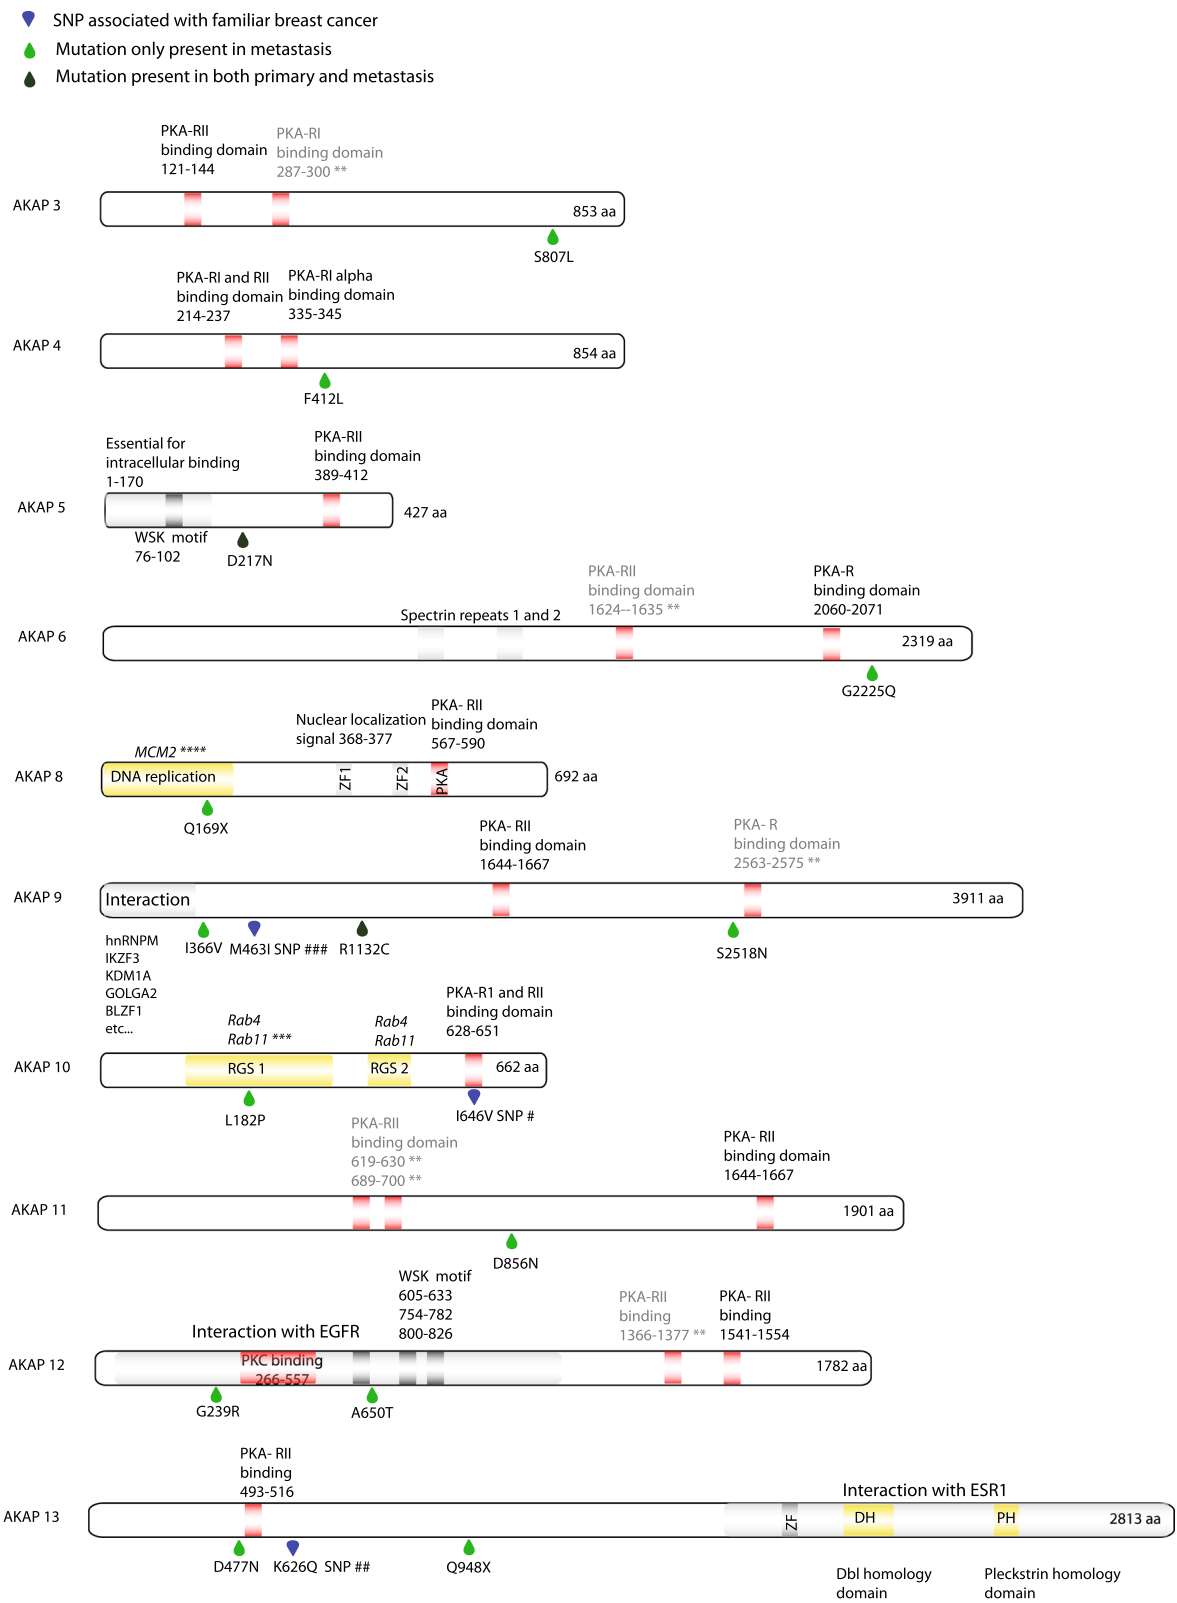 SNP associated with familiar breast cancer
Mutation only present in metastasis
Mutation present in both primary and metastasis
PKA-RII
binding domain
121-144
PKA-RI
binding domain
287-300 **
AKAP 3
853 aa
S807L
PKA-RI and RII
binding domain
214-237
PKA-RI alpha
binding domain
335-345
AKAP 4
854 aa
F412L
Essential for
intracellular binding
1-170
PKA-RII
binding domain
389-412
AKAP 5
427 aa
WSK motif
76-102
D217N
PKA-RII
binding domain
1624--1635 **
PKA-R
binding domain
2060-2071
Spectrin repeats 1 and 2
AKAP 6
2319 aa
G2225Q
Nuclear localization
signal 368-377
PKA- RII
binding domain
567-590
MCM2 ****
AKAP 8
DNA replication
ZF1
ZF2
PKA
692 aa
Q169X
PKA- RII
binding domain
1644-1667
PKA- R
binding domain
2563-2575 **
AKAP 9
Interaction
3911 aa
I366V
M463I SNP ###
R1132C
S2518N
hnRNPM
IKZF3
KDM1A
GOLGA2
BLZF1
etc...
Rab4
Rab11 ***
Rab4
Rab11
PKA-R1 and RII
binding domain
628-651
AKAP 10
RGS 1
RGS 2
662 aa
L182P
I646V SNP #
PKA-RII
binding domain
619-630 **
689-700 **
PKA- RII
binding domain
1644-1667
AKAP 11
1901 aa
D856N
WSK motif
605-633
754-782
800-826
PKA-RII
binding
1366-1377 **
PKA- RII
binding
1541-1554
Interaction with EGFR
AKAP 12
PKC binding
266-557
1782 aa
G239R
A650T
PKA- RII
binding
493-516
Interaction with ESR1
AKAP 13
ZF
DH
PH
2813 aa
D477N
K626Q SNP ##
Q948X
Dbl homology
domain
Pleckstrin homology
domain